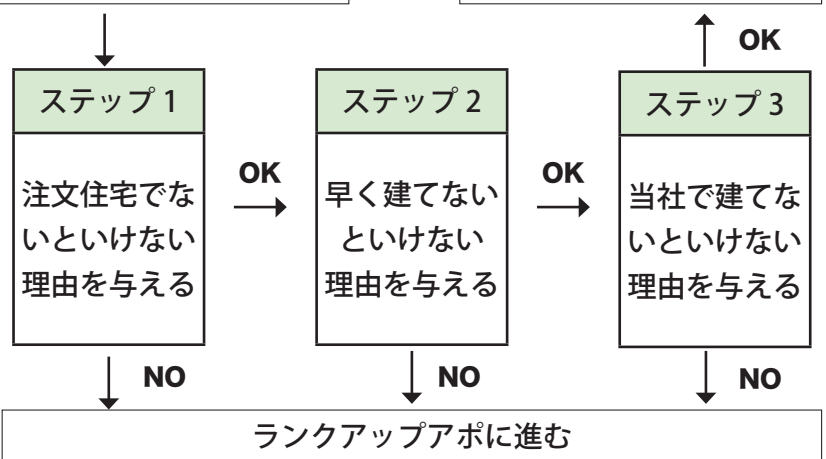 OK
ステップ 1
注文住宅でな
いといけない
理由を与える
OK
ステップ 2
早く建てない
といけない
理由を与える
OK
ステップ 3
当社で建てな
いといけない
理由を与える
NO
NO
NO
ランクアップアポに進む